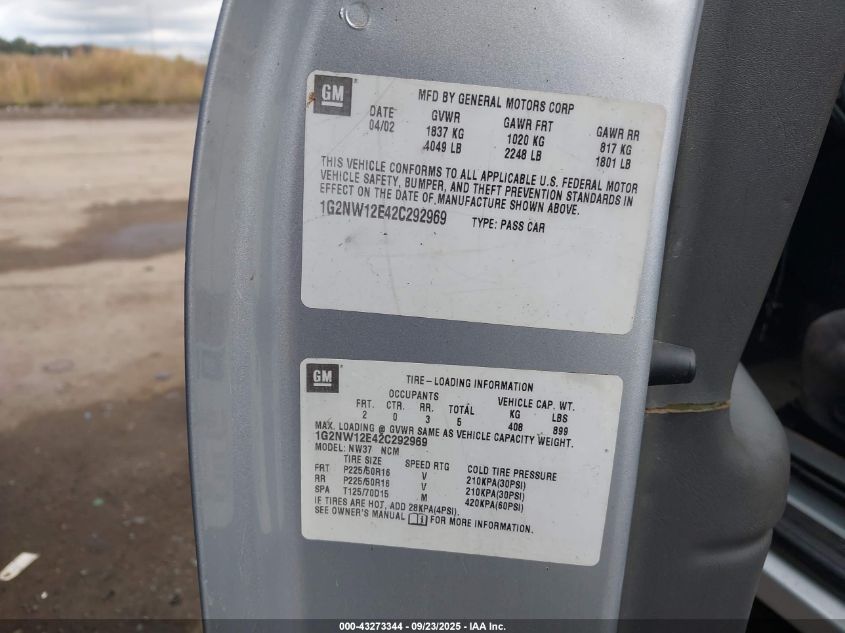 GM
MFD BY GENERAL MOTORS CORP
DATE GVWR GAWR FRT GAWR RR
04/02 1837 KG 1020 KG 817 KG
4049 LB 2248 LB 1801 LB
THIS VEHICLE CONFORMS TO ALL APPLICABLE U.S. FEDERAL MOTOR
VEHICLE SAFETY, BUMPER, AND THEFT PREVENTION STANDARDS IN
EFFECT ON THE DATE OF MANUFACTURE SHOWN ABOVE.
1G2NW12E42C292969 TYPE: PASS CAR
GM
TIRE-LOADING INFORMATION
OCCUPANTS VEHICLE CAP. WT.
FRT. CTR. RR. TOTAL KG LBS
2 0 3 5 408 899
MAX. LOADING @ GVWR SAME AS VEHICLE CAPACITY WEIGHT.
1G2NW12E42C292969
MODEL: NW37 NCM
TIRE SIZE SPEED RTG COLD TIRE PRESSURE
FRT P225/50R16 V 210KPA(30PSI)
RR P225/50R16 V 210KPA(30PSI)
SPA T125/70D15 M 420KPA(60PSI)
IF TIRES ARE HOT, ADD 28KPA(4PSI).
SEE OWNER'S MANUAL FOR MORE INFORMATION.
000-43273344 - 09/23/2025 - IAA Inc.